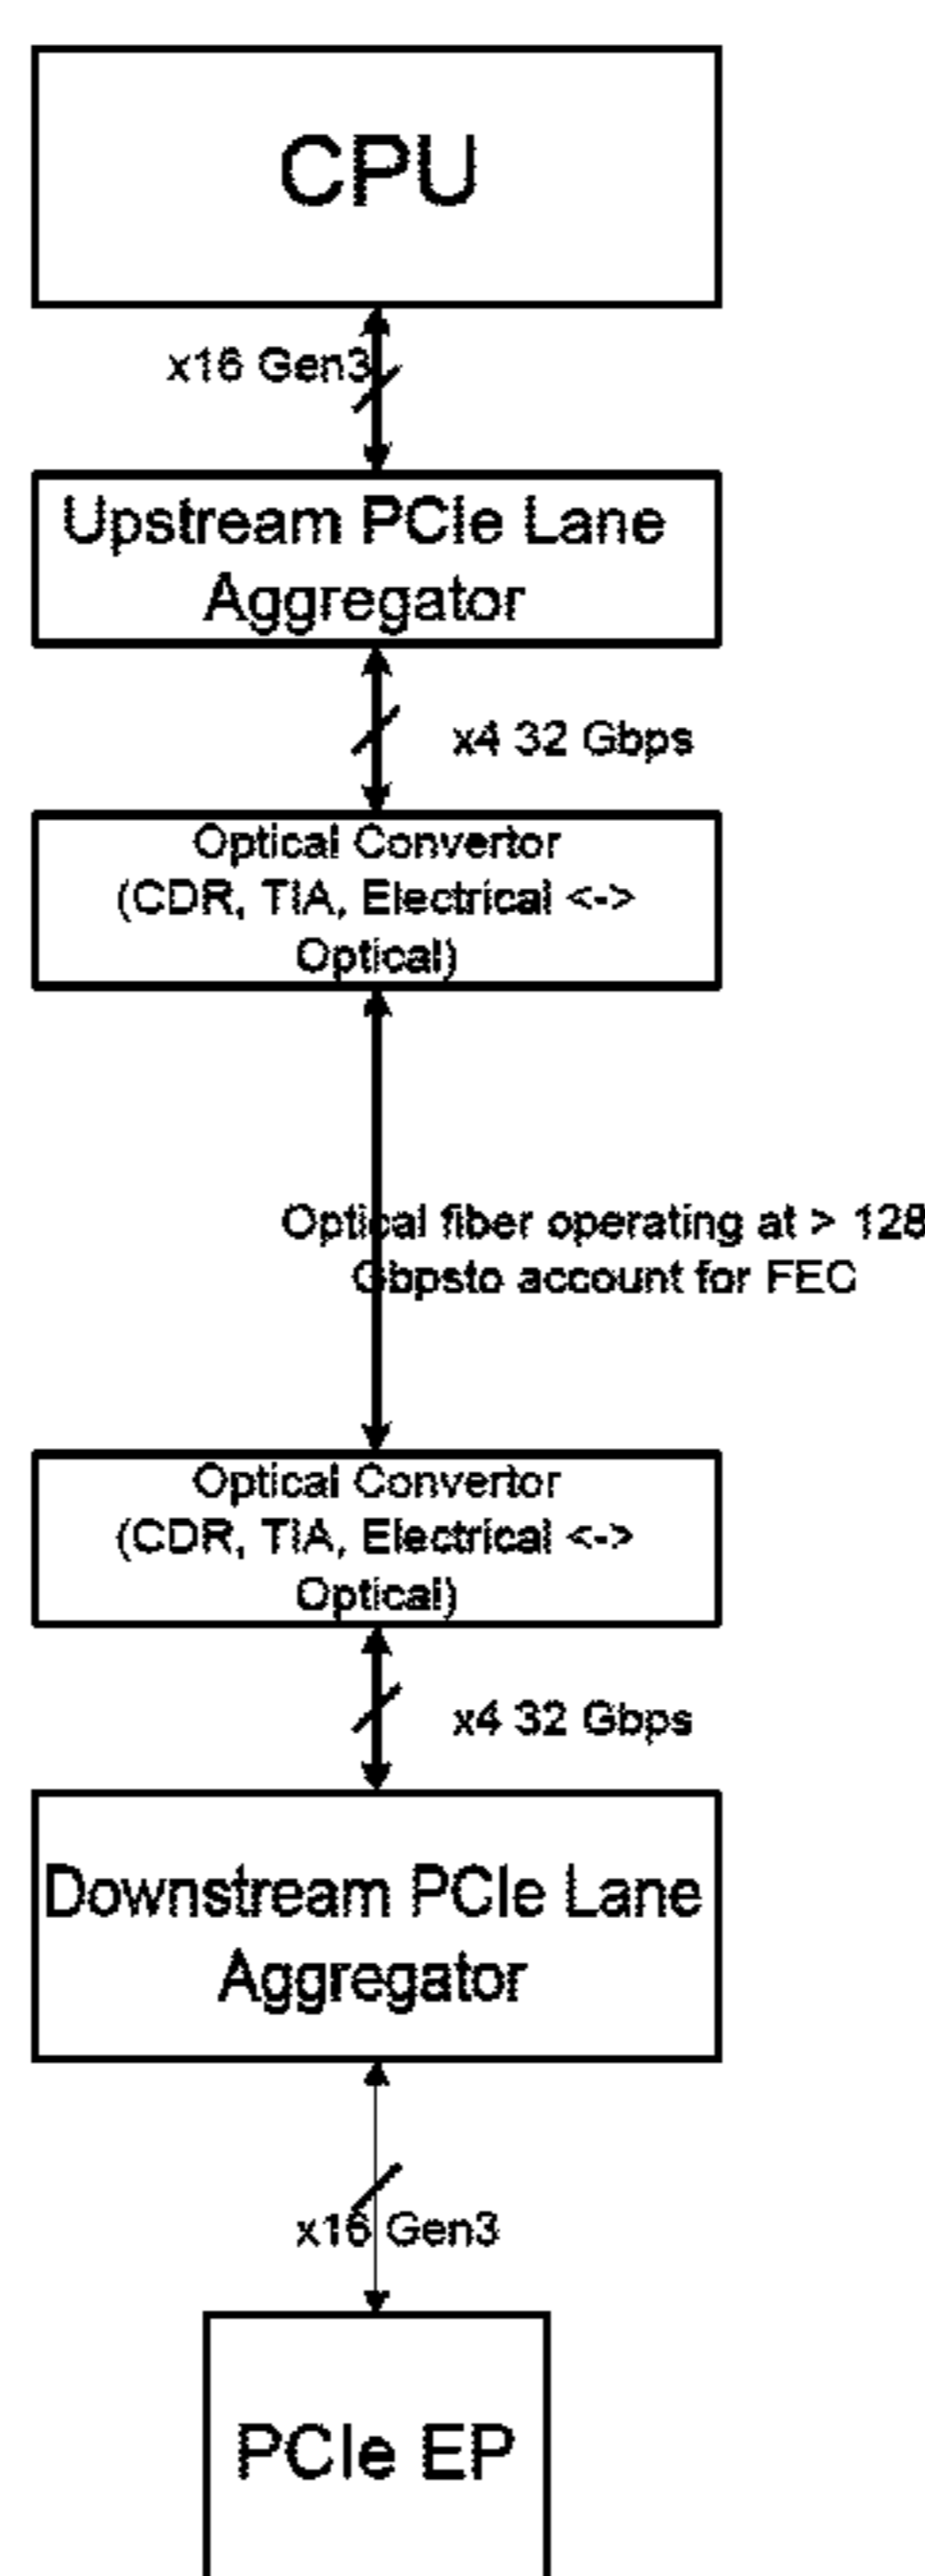 CPU
x16 Gen3
Upstream PCIe Lane
Aggregator
x4 32 Gbps
Optical Convertor
(CDR, TIA, Electrical <->
Optical)
Optical fiber operating at > 128
Gbpsto account for FEC
Optical Convertor
(CDR, TIA, Electrical <->
Optical)
x4 32 Gbps
Downstream PCIe Lane
Aggregator
x16 Gen3
PCIe EP